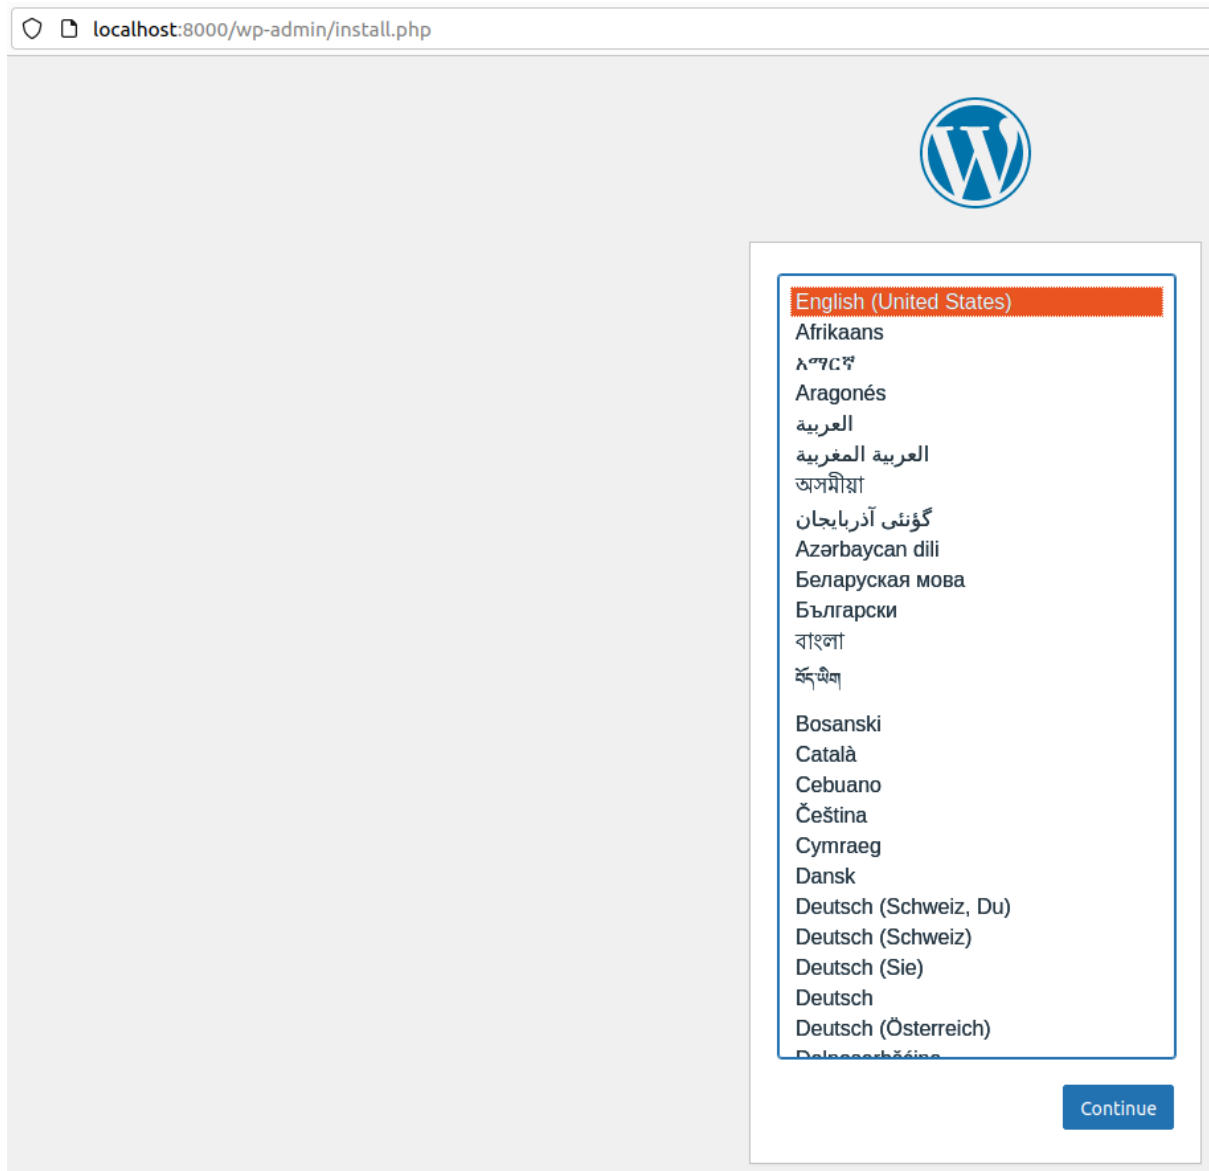 localhost:8000/wp-admin/install.php
English (United States)
Afrikaans
አማርኛ
Aragonés
العربية
العربية المغربية
অসমীয়া
گؤنئی آذربایجان
Azərbaycan dili
Беларуская мова
Български
বাংলা
བོད་ཡིག
Bosanski
Català
Cebuano
Čeština
Cymraeg
Dansk
Deutsch (Schweiz, Du)
Deutsch (Schweiz)
Deutsch (Sie)
Deutsch
Deutsch (Österreich)
Continue